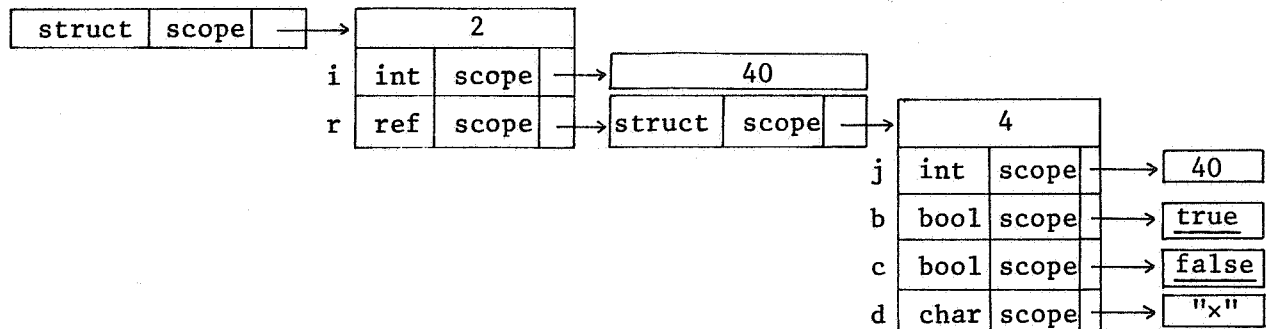 struct scope 2
i int scope 40
r ref scope struct scope 4
j int scope 40
b bool scope true
c bool scope false
d char scope "×"